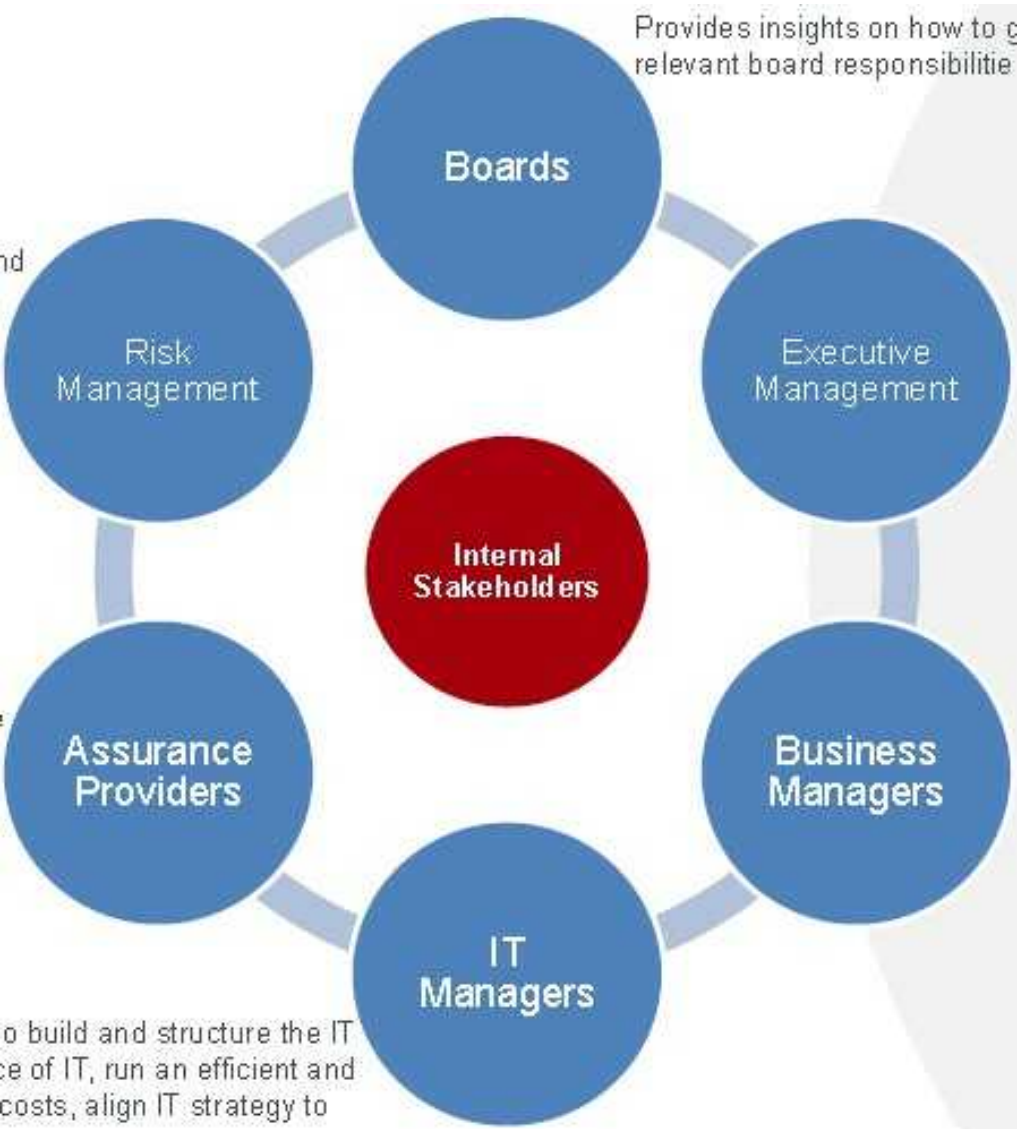 Provides insights on how to g
relevant board responsibilitie
Boards
nd
Risk
Management
Executive
Management
Internal
Stakeholders
Assurance
Providers
Business
Managers
IT
Managers
o build and structure the IT
ce of IT, run an efficient and
costs, align IT strategy to